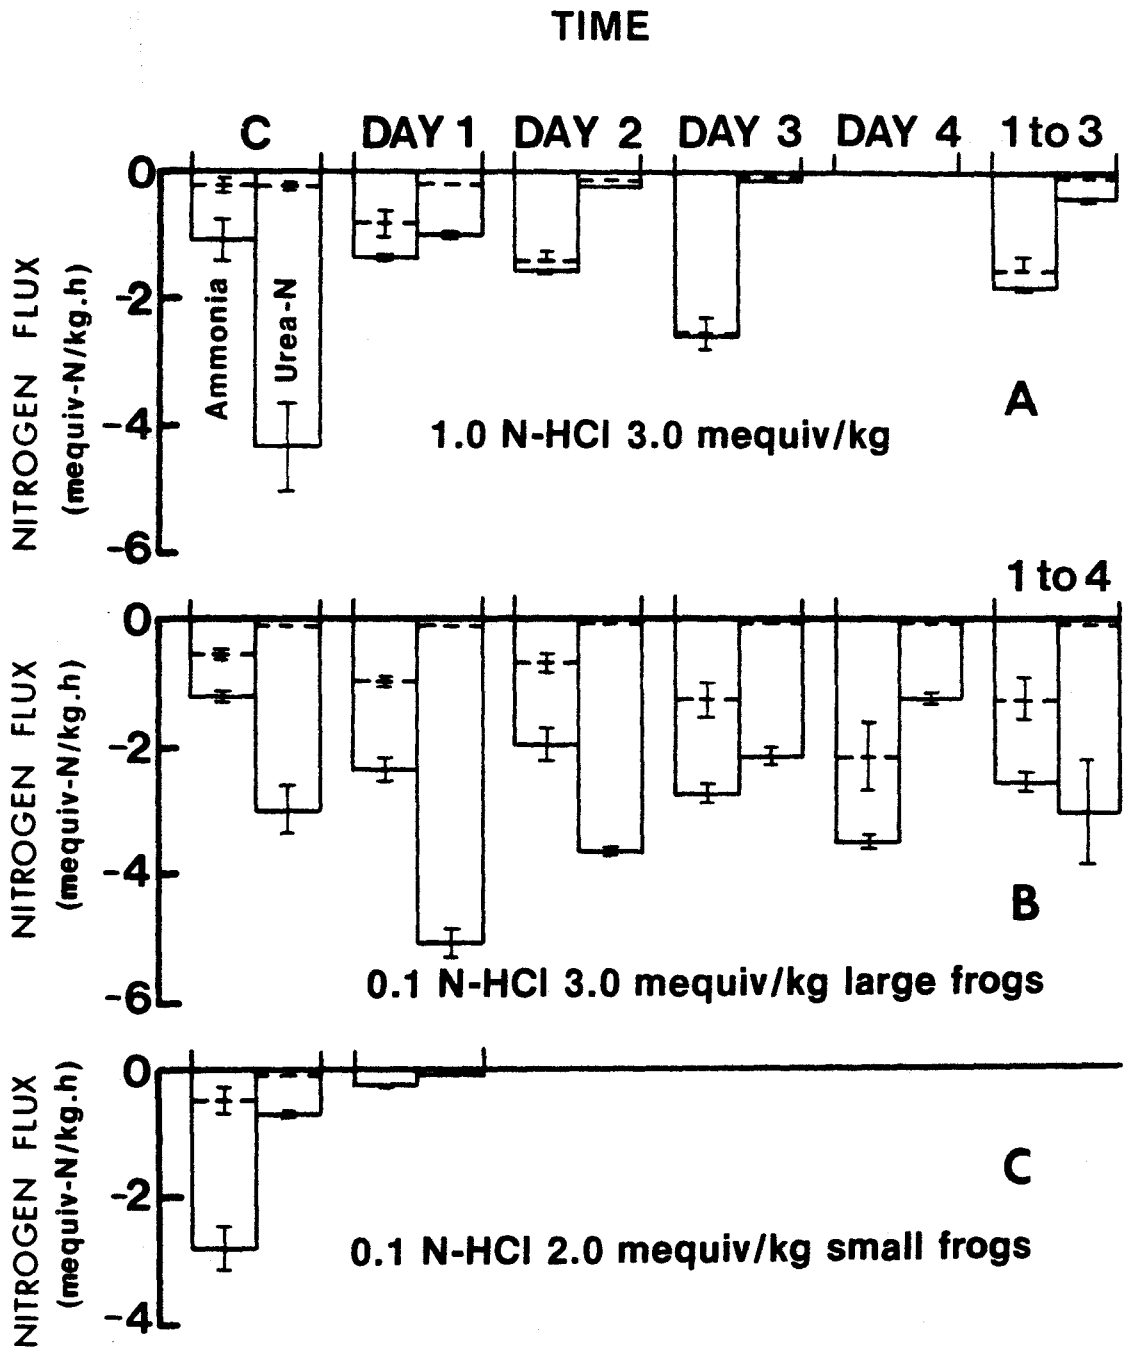 TIME
C DAY 1 DAY 2 DAY 3 DAY 4 1 to 3
0
-2
-4
-6
NITROGEN FLUX
(mequiv-N/kg.h)
Ammonia
Urea-N
A
1.0 N-HCl 3.0 mequiv/kg
1 to 4
0
-2
-4
-6
NITROGEN FLUX
(mequiv-N/kg.h)
B
0.1 N-HCl 3.0 mequiv/kg large frogs
0
-2
-4
NITROGEN FLUX
(mequiv-N/kg.h)
C
0.1 N-HCl 2.0 mequiv/kg small frogs